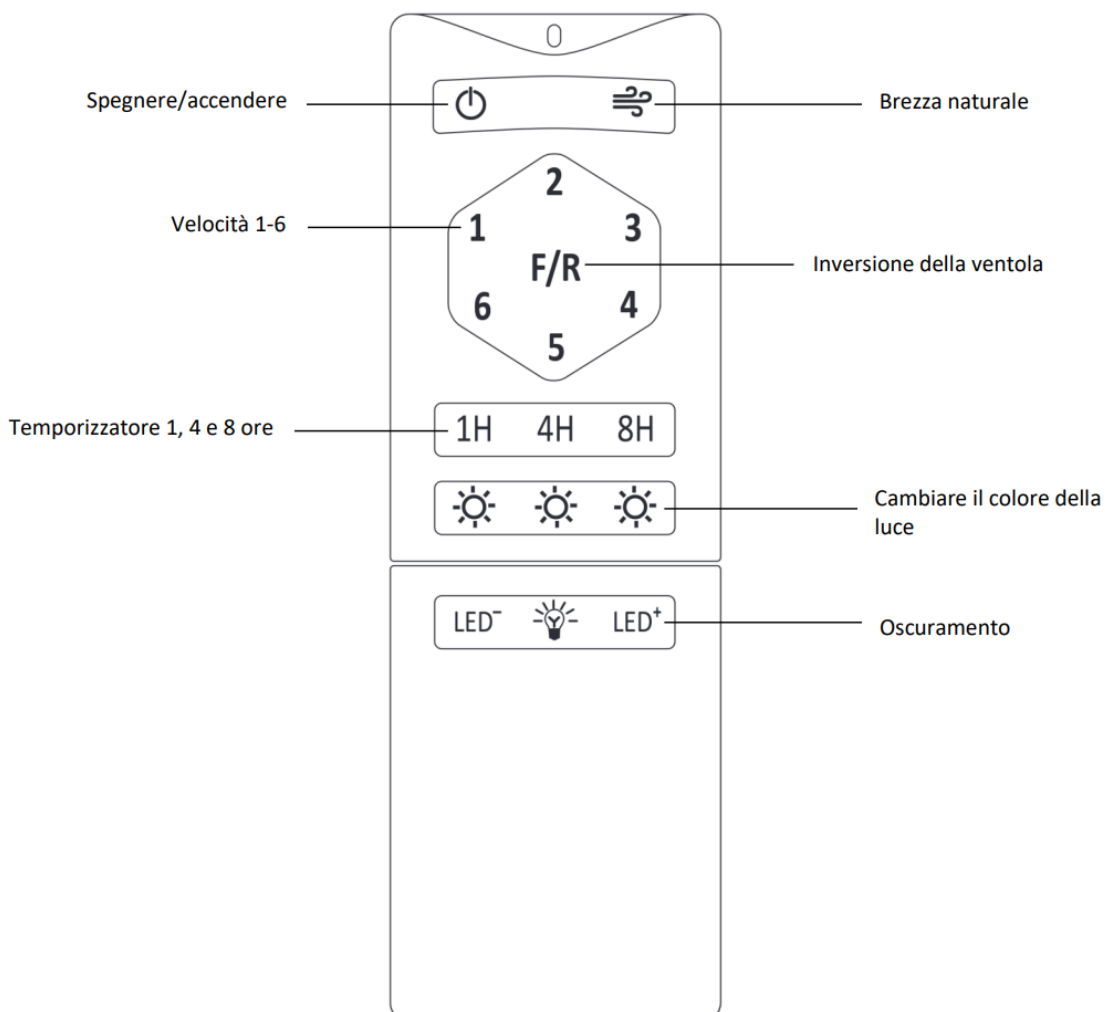 Spegnere/accendere
Brezza naturale
2
Velocità 1-6
1
3
F/R
Inversione della ventola
6
4
5
Temporizzatore 1, 4 e 8 ore
1H 4H 8H
Cambiare il colore della
luce
LED⁻ LED⁺
Oscuramento